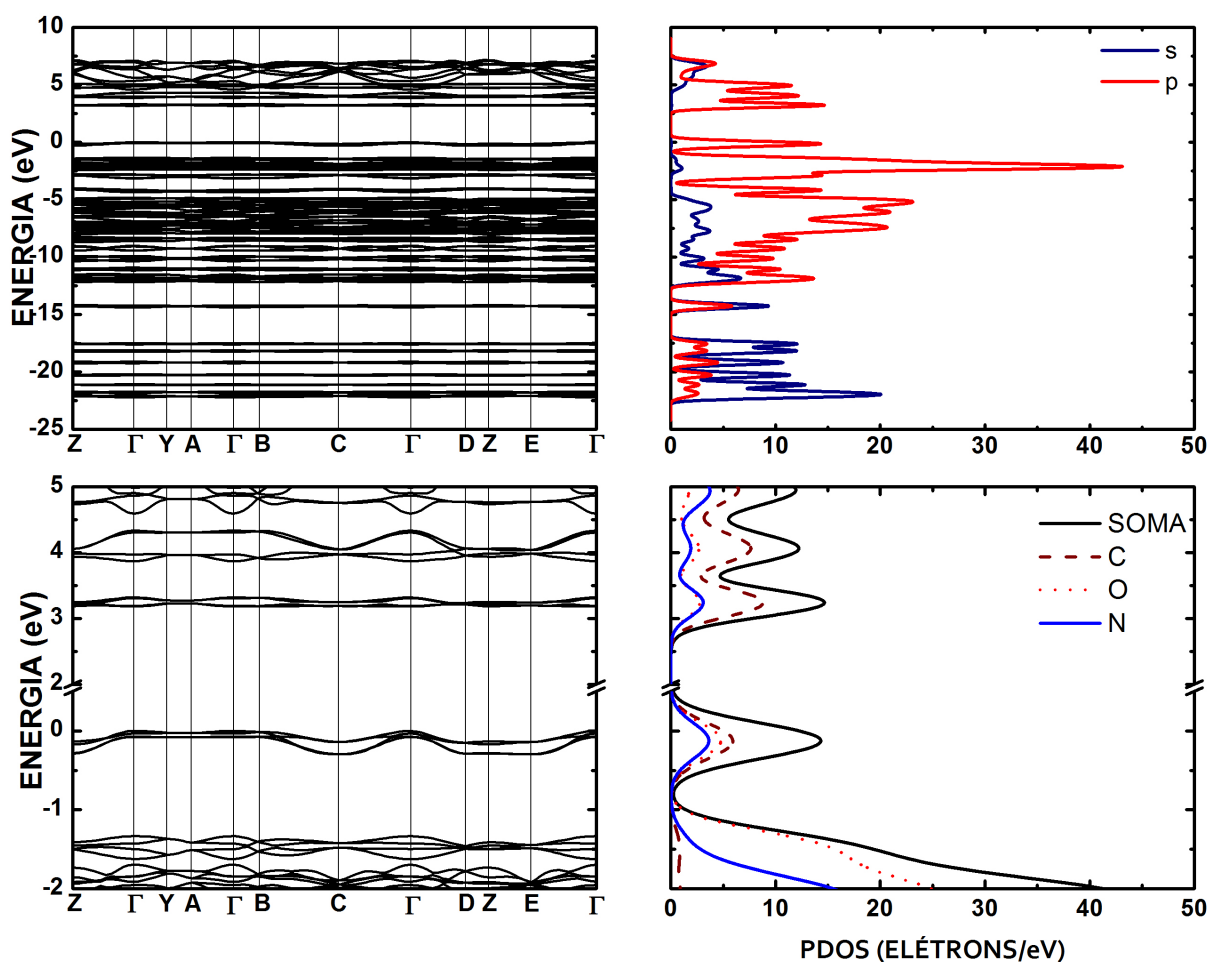 ENERGIA (eV)
10
5
0
-5
-10
-15
-20
-25
Z Γ Y A Γ B C Γ D Z E Γ
s
p
0 10 20 30 40 50
ENERGIA (eV)
5
4
3
2
0
-1
-2
Z Γ Y A Γ B C Γ D Z E Γ
SOMA
C
O
N
0 10 20 30 40 50
PDOS (ELÉTRONS/eV)